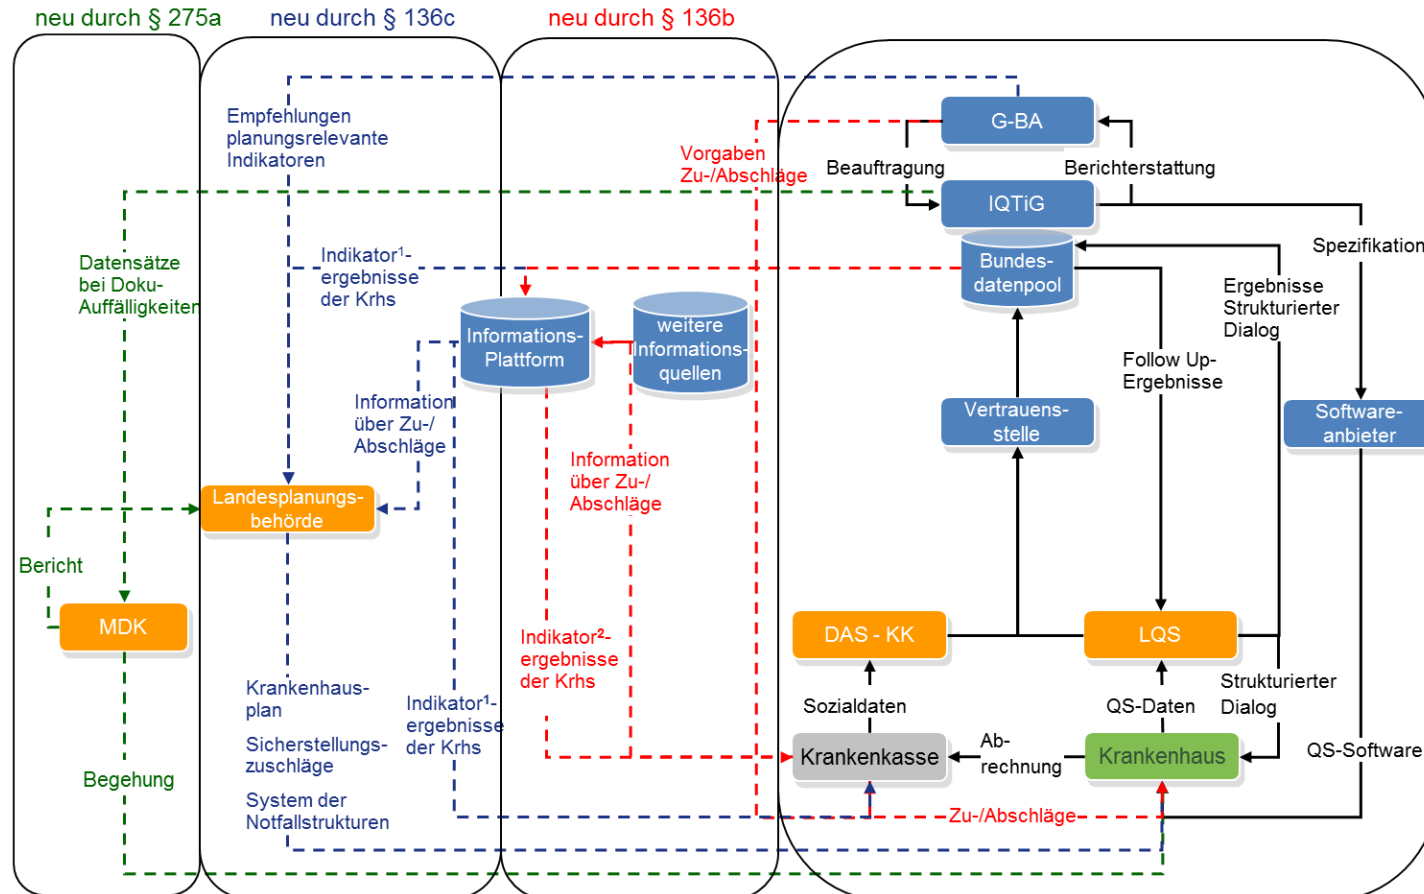 neu durch § 275a
neu durch § 136c
neu durch § 136b
Empfehlungen
planungsrelevante
Indikatoren
Vorgaben
Zu-/Abschläge
G-BA
Beauftragung
Berichterstattung
IQTiG
Datensätze
bei Doku-
Auffälligkeiten
Indikator¹-
ergebnisse
der Krhs
Bundes-
datenpool
Spezifikation
Ergebnisse
Strukturierter
Dialog
Informations-
Plattform
weitere
Informations-
quellen
Follow Up-
Ergebnisse
Information
über Zu-/
Abschläge
Vertrauens-
stelle
Software-
anbieter
Information
über Zu-/
Abschläge
Landesplanungs-
behörde
Bericht
MDK
DAS - KK
LQS
Indikator²-
ergebnisse
der Krhs
Krankenhaus-
plan
Sicherstellungs-
zuschläge
System der
Notfallstrukturen
Indikator¹-
ergebnisse
der Krhs
Sozialdaten
QS-Daten
Strukturierter
Dialog
Begehung
Krankenkasse
Ab-
rechnung
Krankenhaus
QS-Software
Zu-/Abschläge